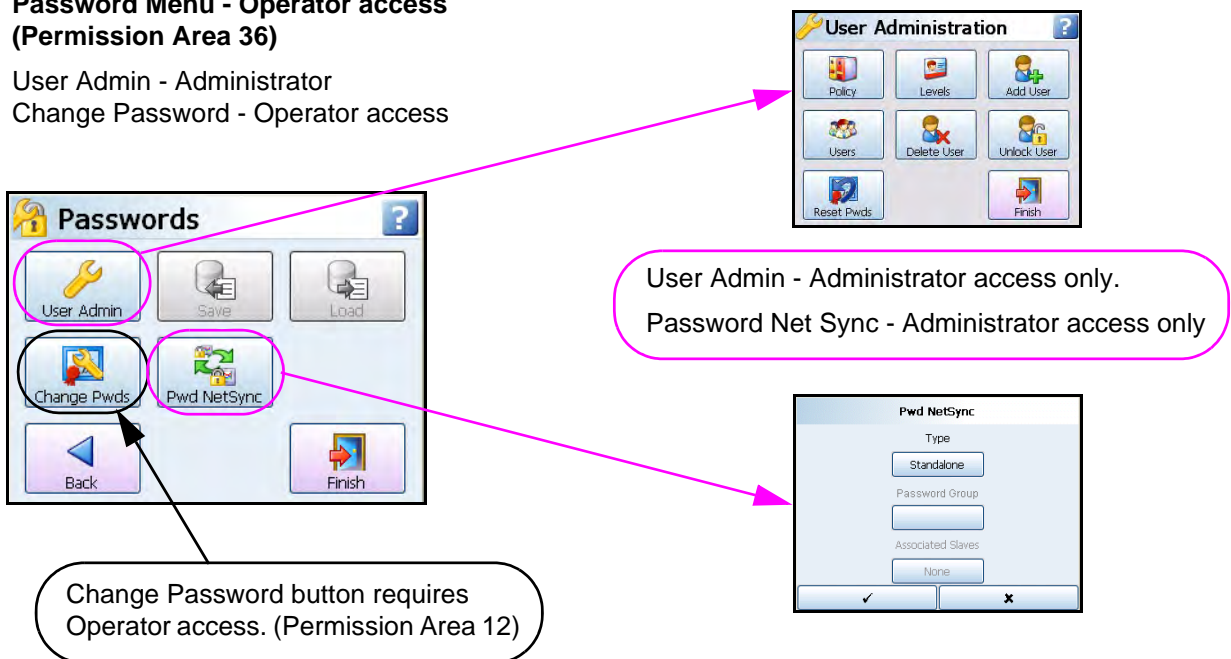 Password Menu - Operator access
(Permission Area 36)
User Admin - Administrator
Change Password - Operator access
User Administration
?
Policy
Levels
Add User
Users
Delete User
Unlock User
Reset Pwds
Finish
Passwords
?
User Admin
Save
Load
Change Pwds
Pwd NetSync
Back
Finish
User Admin - Administrator access only.
Password Net Sync - Administrator access only
Pwd NetSync
Type
Standalone
Password Group
Associated Slaves
None
Change Password button requires
Operator access. (Permission Area 12)